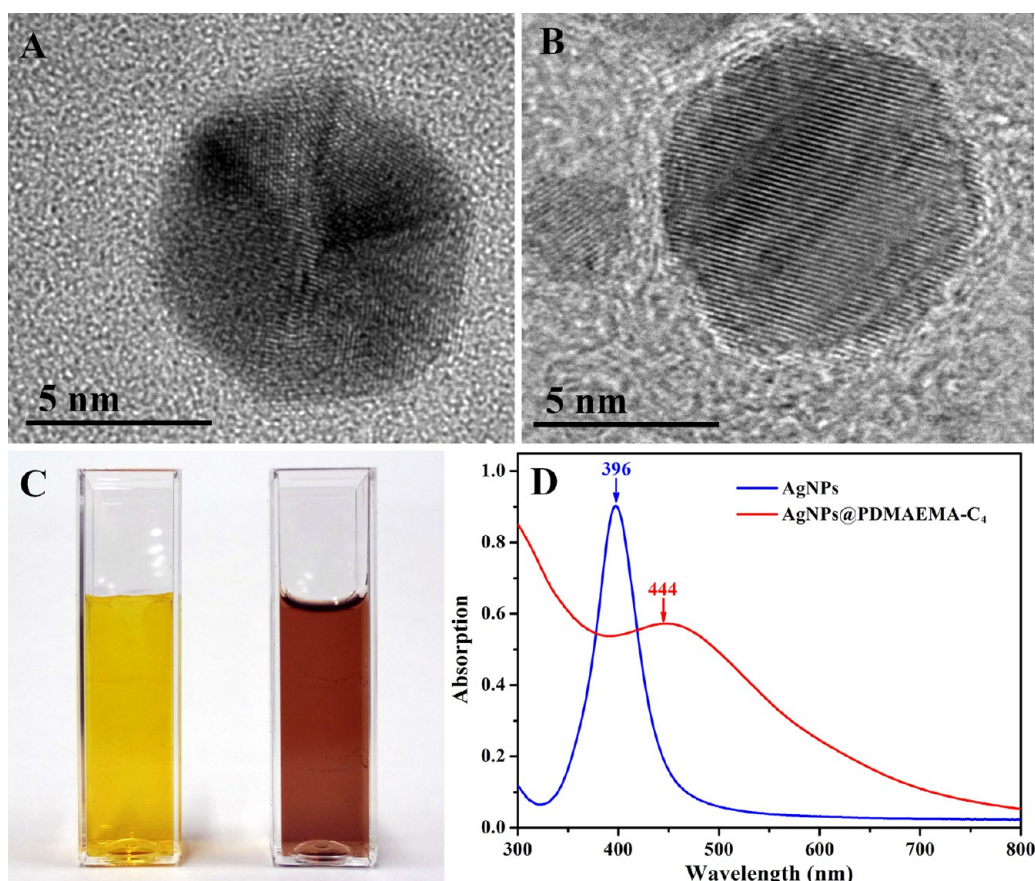 A
5 nm
B
5 nm
C
D
396
444
AgNPs
AgNPs@PDMAEMA-C₄
Absorption
1.0
0.8
0.6
0.4
0.2
0.0
300
400
500
600
700
800
Wavelength (nm)